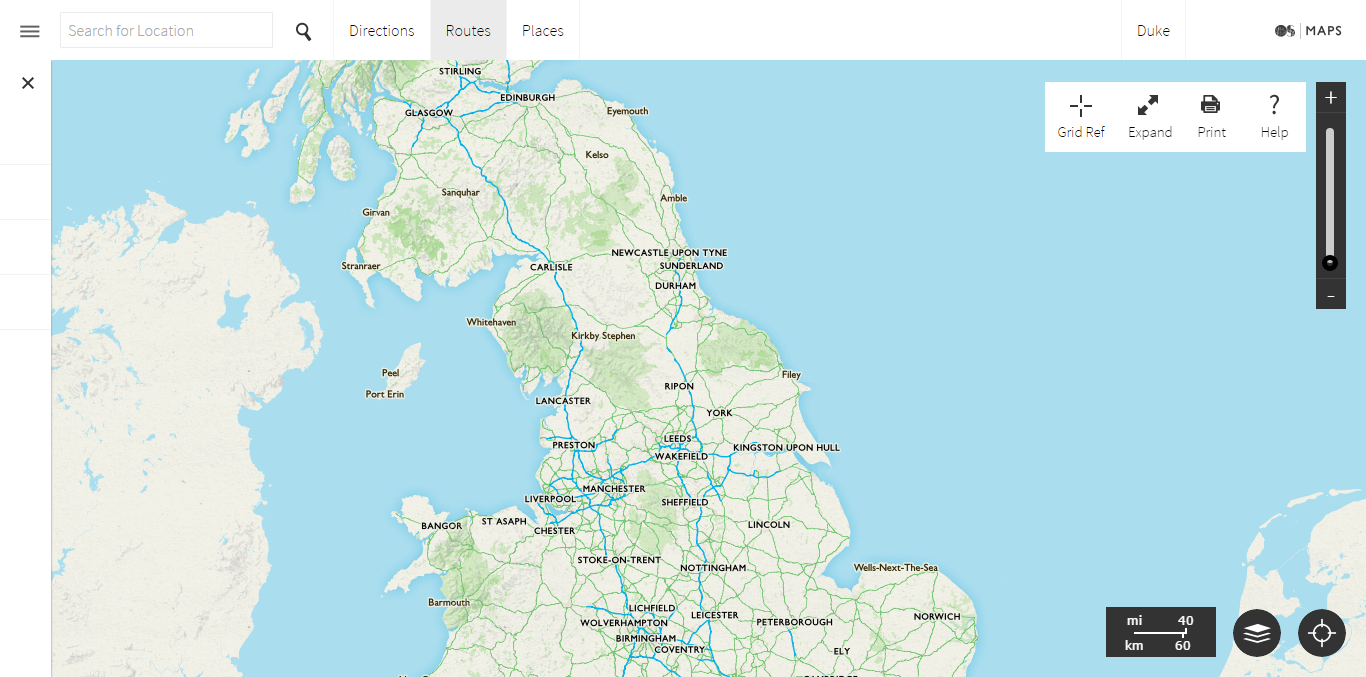 Search for Location
Directions
Routes
Places
Duke
OS MAPS
Grid Ref
Expand
Print
Help
+
-
STIRLING
EDINBURGH
GLASGOW
Eyemouth
Kelso
Sanquhar
Amble
Girvan
NEWCASTLE UPON TYNE
Stranraer
CARLISLE
SUNDERLAND
DURHAM
Whitehaven
Kirkby Stephen
Peel
Filey
Port Erin
RIPON
LANCASTER
YORK
PRESTON
LEEDS
KINGSTON UPON HULL
WAKEFIELD
MANCHESTER
LIVERPOOL
SHEFFIELD
BANGOR
ST ASAPH
CHESTER
LINCOLN
STOKE-ON-TRENT
NOTTINGHAM
Wells-Next-The-Sea
Barmouth
LICHFIELD
LEICESTER
NORWICH
WOLVERHAMPTON
PETERBOROUGH
BIRMINGHAM
COVENTRY
ELY
mi 40
km 60